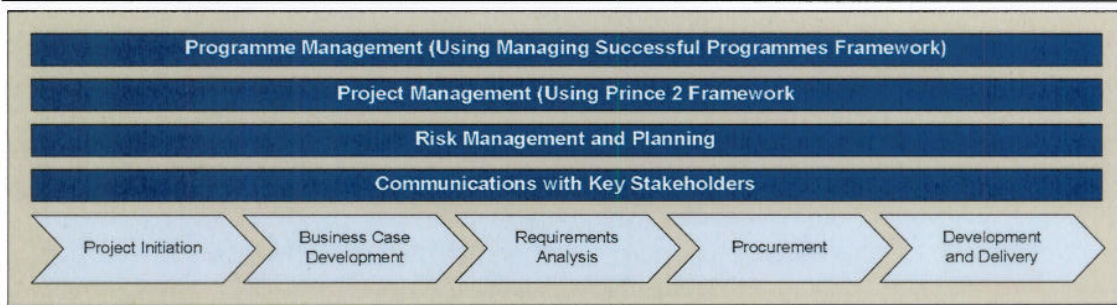 Programme Management (Using Managing Successful Programmes Framework)
Project Management (Using Prince 2 Framework
Risk Management and Planning
Communications with Key Stakeholders
Project Initiation
Business Case
Development
Requirements
Analysis
Procurement
Development
and Delivery